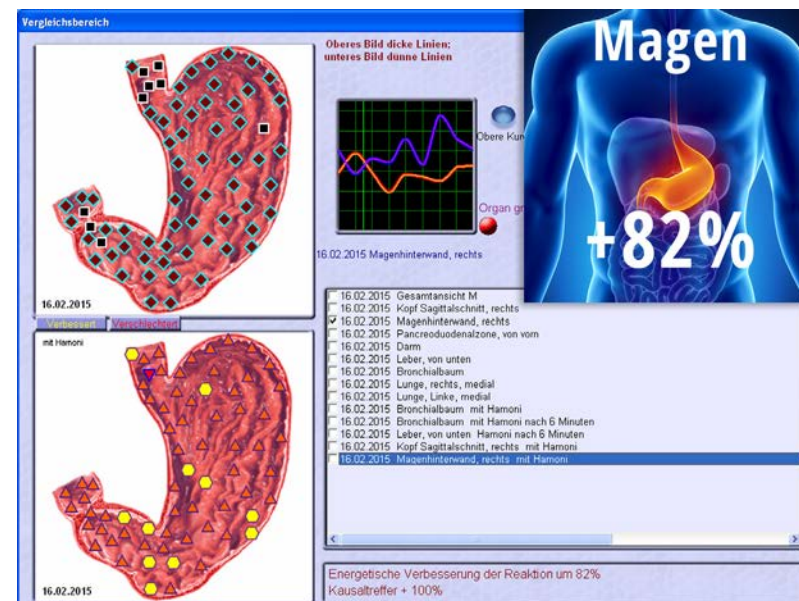 Vergleichsbereich
Oberes Bild dicke Linien;
unteres Bild dünne Linien
Magen
+82%
Obere Kur
Organ gr
16.02.2015 Magenhinterwand, rechts
16.02.2015
Verbessert Verschlechtert
mit Harnoni
16.02.2015
16.02.2015 Gesamtansicht M
16.02.2015 Kopf Sagittalschnitt, rechts
16.02.2015 Magenhinterwand, rechts
16.02.2015 Pancreoduodenalzone, von vorn
16.02.2015 Darm
16.02.2015 Leber, von unten
16.02.2015 Bronchialbaum
16.02.2015 Lunge, rechts, medial
16.02.2015 Lunge, Linke, medial
16.02.2015 Bronchialbaum mit Harnoni
16.02.2015 Bronchialbaum mit Harnoni nach 6 Minuten
16.02.2015 Leber, von unten Harnoni nach 6 Minuten
16.02.2015 Kopf Sagittalschnitt, rechts mit Harnoni
16.02.2015 Magenhinterwand, rechts mit Harnoni
Energetische Verbesserung der Reaktion um 82%
Kausaltreffer + 100%